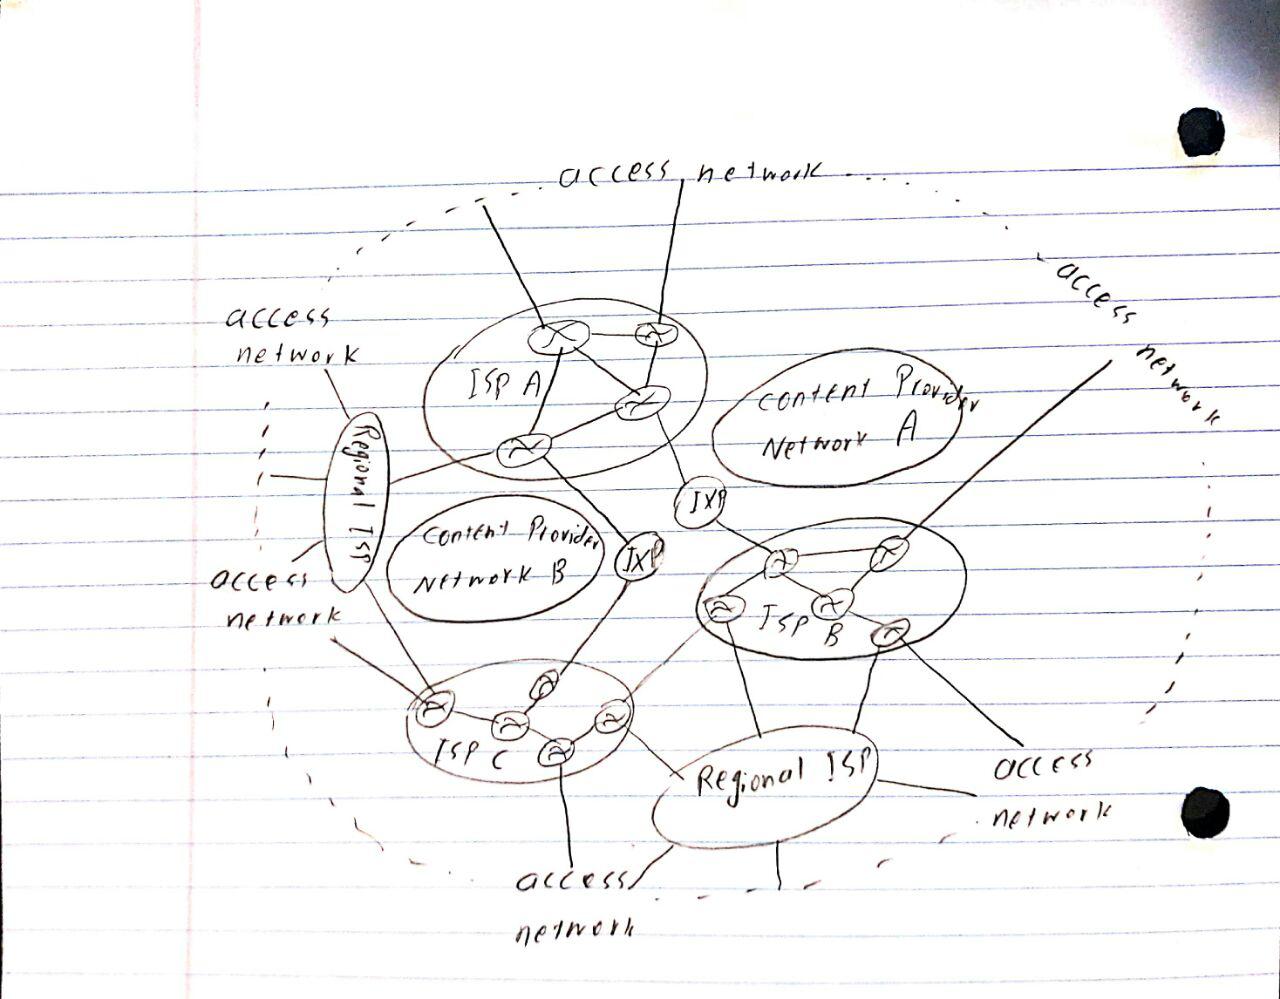 access network
access
network
access
network
ISP A
Content Provider
Network A
Regional ISP
IXP
Content Provider
Network B
IXP
access
network
ISP
B
ISP C
Regional ISP
access
network
access
network